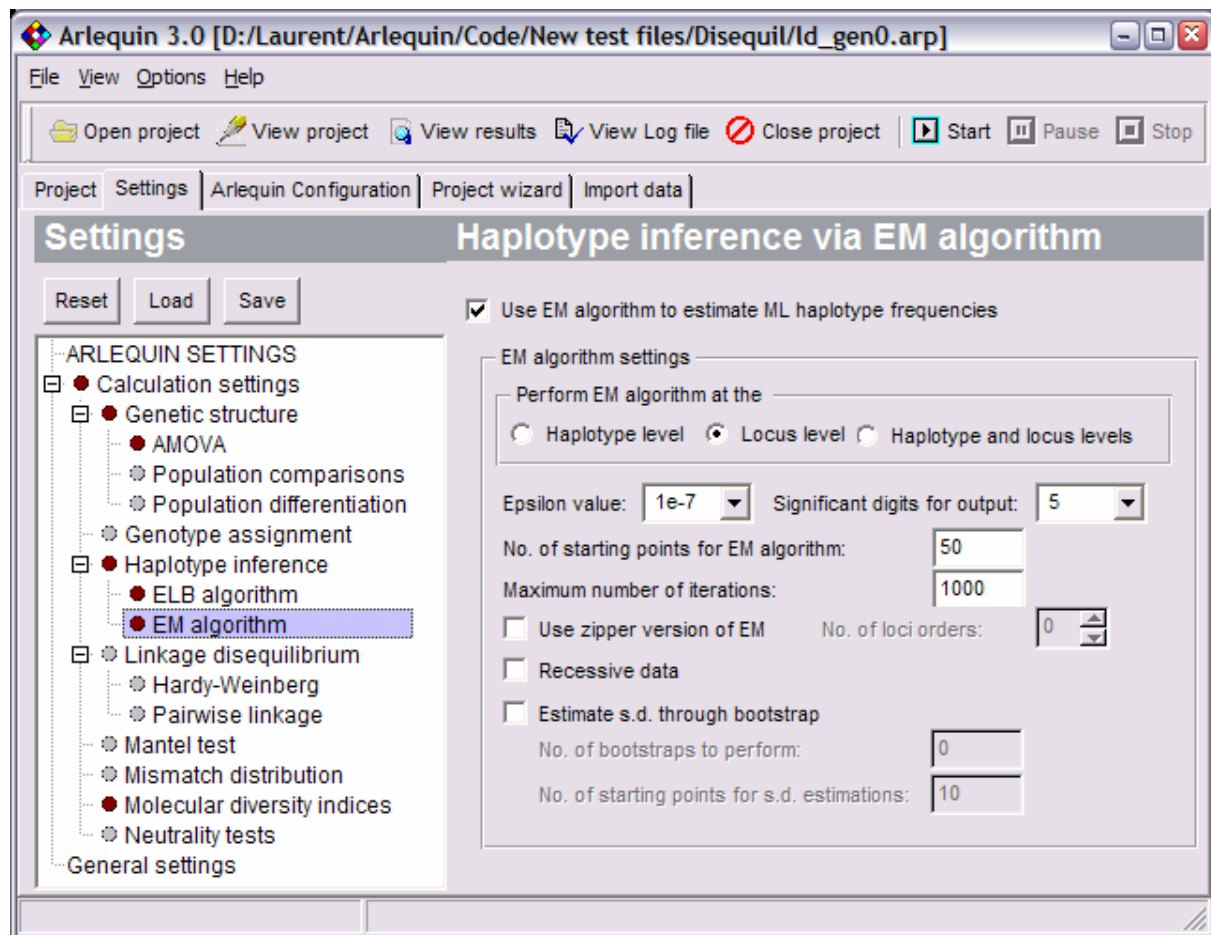 Arlequin 3.0 [D:/Laurent/Arlequin/Code/New test files/Disequil/ld_gen0.arp]
File View Options Help
Open project View project View results View Log file Close project Start Pause Stop
Project Settings Arlequin Configuration Project wizard Import data
Settings
Reset Load Save
ARLEQUIN SETTINGS
Calculation settings
Genetic structure
AMOVA
Population comparisons
Population differentiation
Genotype assignment
Haplotype inference
ELB algorithm
EM algorithm
Linkage disequilibrium
Hardy-Weinberg
Pairwise linkage
Mantel test
Mismatch distribution
Molecular diversity indices
Neutrality tests
General settings
Haplotype inference via EM algorithm
Use EM algorithm to estimate ML haplotype frequencies
EM algorithm settings
Perform EM algorithm at the
Haplotype level Locus level Haplotype and locus levels
Epsilon value: 1e-7 Significant digits for output: 5
No. of starting points for EM algorithm: 50
Maximum number of iterations: 1000
Use zipper version of EM No. of loci orders: 0
Recessive data
Estimate s.d. through bootstrap
No. of bootstraps to perform: 0
No. of starting points for s.d. estimations: 10